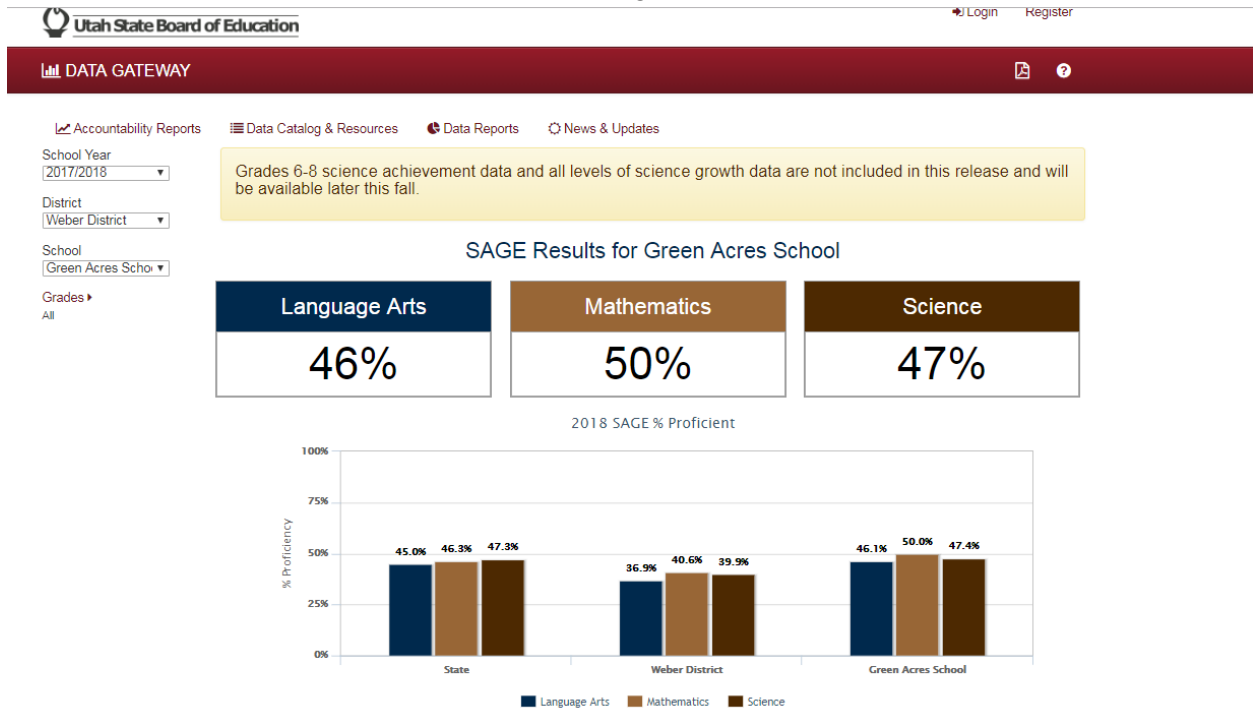 Utah State Board of Education
Login Register
DATA GATEWAY
Accountability Reports Data Catalog & Resources Data Reports News & Updates
School Year
2017/2018
District
Weber District
School
Green Acres Schoo
Grades
All
Grades 6-8 science achievement data and all levels of science growth data are not included in this release and will
be available later this fall.
SAGE Results for Green Acres School
Language Arts Mathematics Science
46% 50% 47%
2018 SAGE % Proficient
% Proficiency
100%
75%
50%
25%
0%
45.0% 46.3% 47.3%
36.9% 40.6% 39.9%
46.1% 50.0% 47.4%
State Weber District Green Acres School
Language Arts Mathematics Science